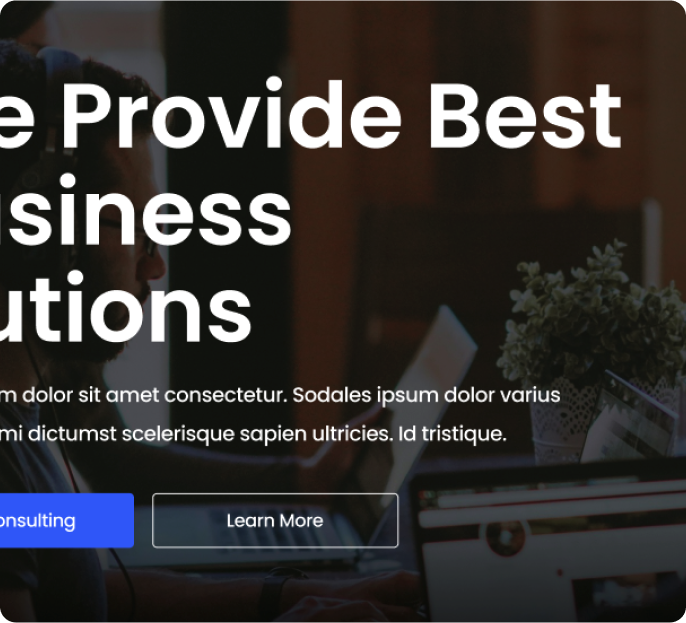 e Provide Best
siness
utions
m dolor sit amet consectetur. Sodales ipsum dolor varius
mi dictumst scelerisque sapien ultricies. Id tristique.
onsulting
Learn More